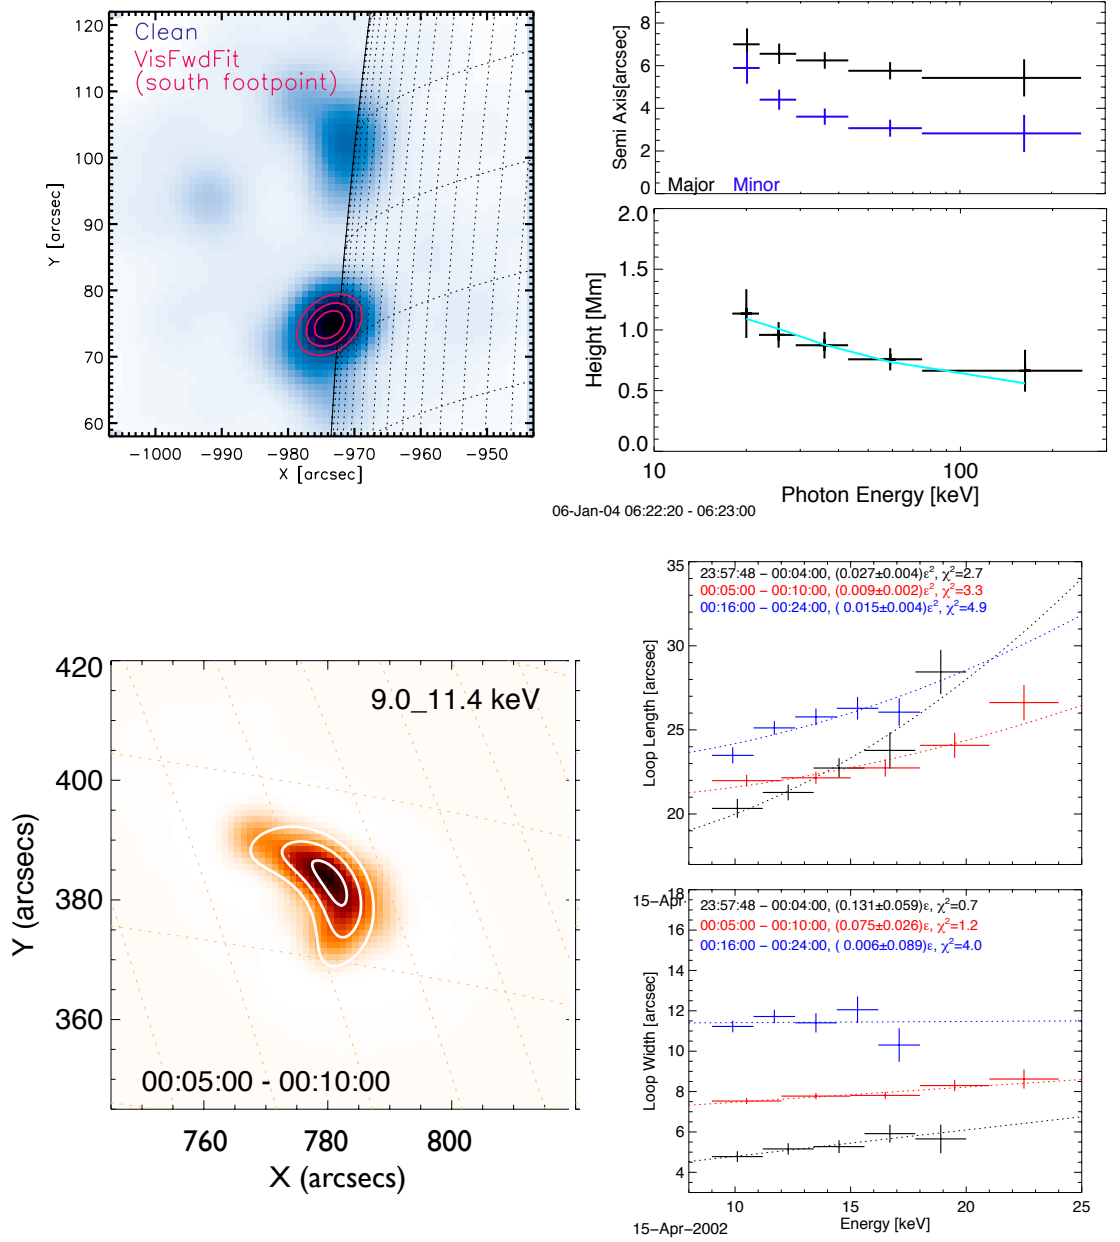 Clean
VisFwdFit
(south footpoint)
120
110
100
90
80
70
60
Y [arcsec]
-1000 -990 -980 -970 -960 -950
X [arcsec]
8
6
4
2
0
Semi Axis[arcsec]
Major Minor
2.0
1.5
1.0
0.5
0.0
Height [Mm]
10 100
Photon Energy [keV]
06-Jan-04 06:22:20 - 06:23:00
420
400
380
360
Y (arcsecs)
9.0_11.4 keV
00:05:00 - 00:10:00
760 780 800
X (arcsecs)
35
30
25
20
Loop Length [arcsec]
23:57:48 - 00:04:00, (0.027±0.004)ε², χ²=2.7
00:05:00 - 00:10:00, (0.009±0.002)ε², χ²=3.3
00:16:00 - 00:24:00, ( 0.015±0.004)ε², χ²=4.9
15-Apr
18
16
14
12
10
8
6
4
Loop Width [arcsec]
23:57:48 - 00:04:00, (0.131±0.059)ε, χ²=0.7
00:05:00 - 00:10:00, (0.075±0.026)ε, χ²=1.2
00:16:00 - 00:24:00, ( 0.006±0.089)ε, χ²=4.0
10 15 20 25
Energy [keV]
15-Apr-2002